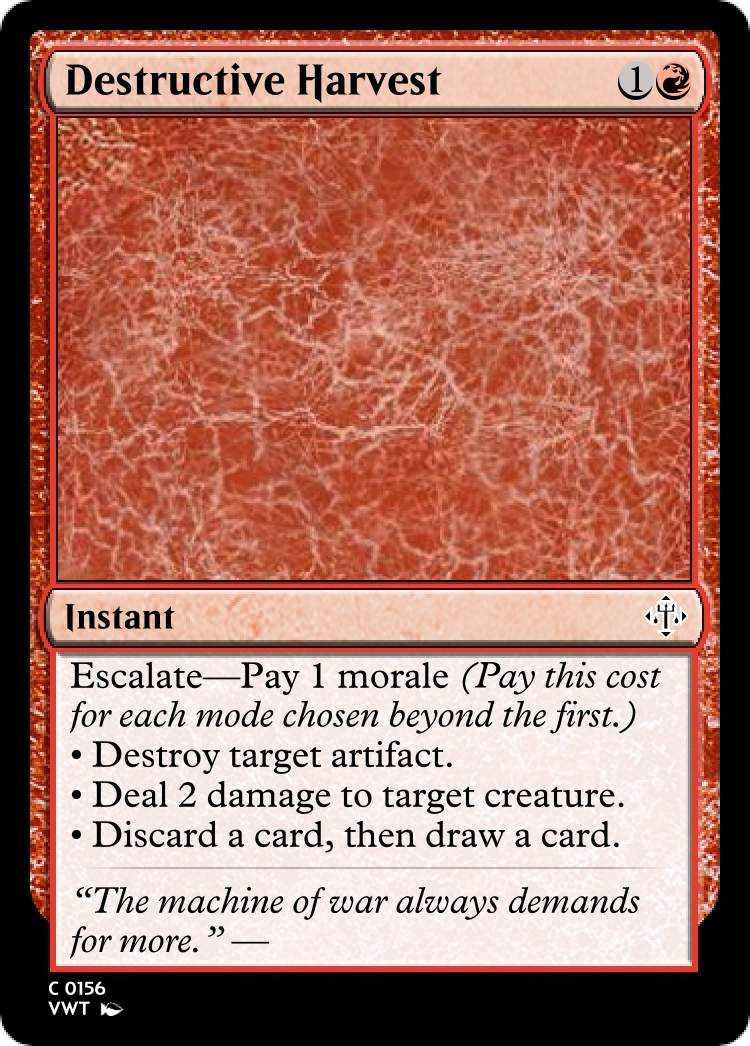 Destructive Harvest 1
Instant
Escalate—Pay 1 morale (Pay this cost
for each mode chosen beyond the first.)
• Destroy target artifact.
• Deal 2 damage to target creature.
• Discard a card, then draw a card.
“The machine of war always demands
for more.” —
C 0156
VWT